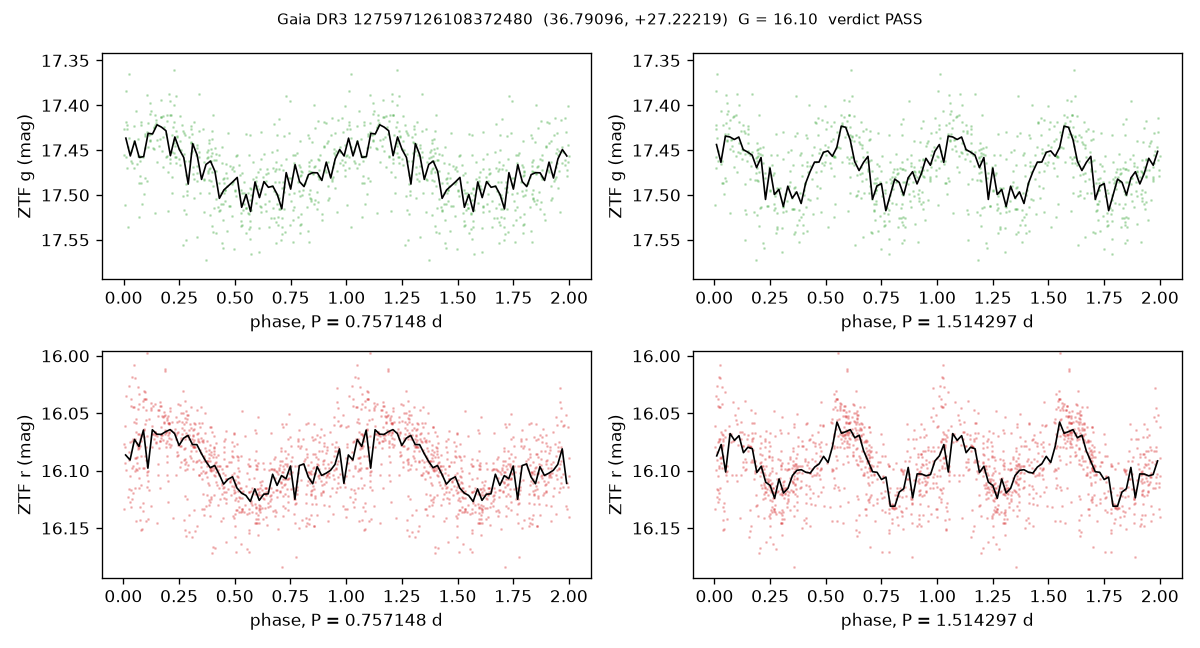 Gaia DR3 127597126108372480  (36.79096, +27.22219)  G = 16.10  verdict PASS
17.35
17.40
17.45
17.50
17.55
ZTF g (mag)
0.00 0.25 0.50 0.75 1.00 1.25 1.50 1.75 2.00
phase, P = 0.757148 d
17.35
17.40
17.45
17.50
17.55
ZTF g (mag)
0.00 0.25 0.50 0.75 1.00 1.25 1.50 1.75 2.00
phase, P = 1.514297 d
16.00
16.05
16.10
16.15
ZTF r (mag)
0.00 0.25 0.50 0.75 1.00 1.25 1.50 1.75 2.00
phase, P = 0.757148 d
16.00
16.05
16.10
16.15
ZTF r (mag)
0.00 0.25 0.50 0.75 1.00 1.25 1.50 1.75 2.00
phase, P = 1.514297 d